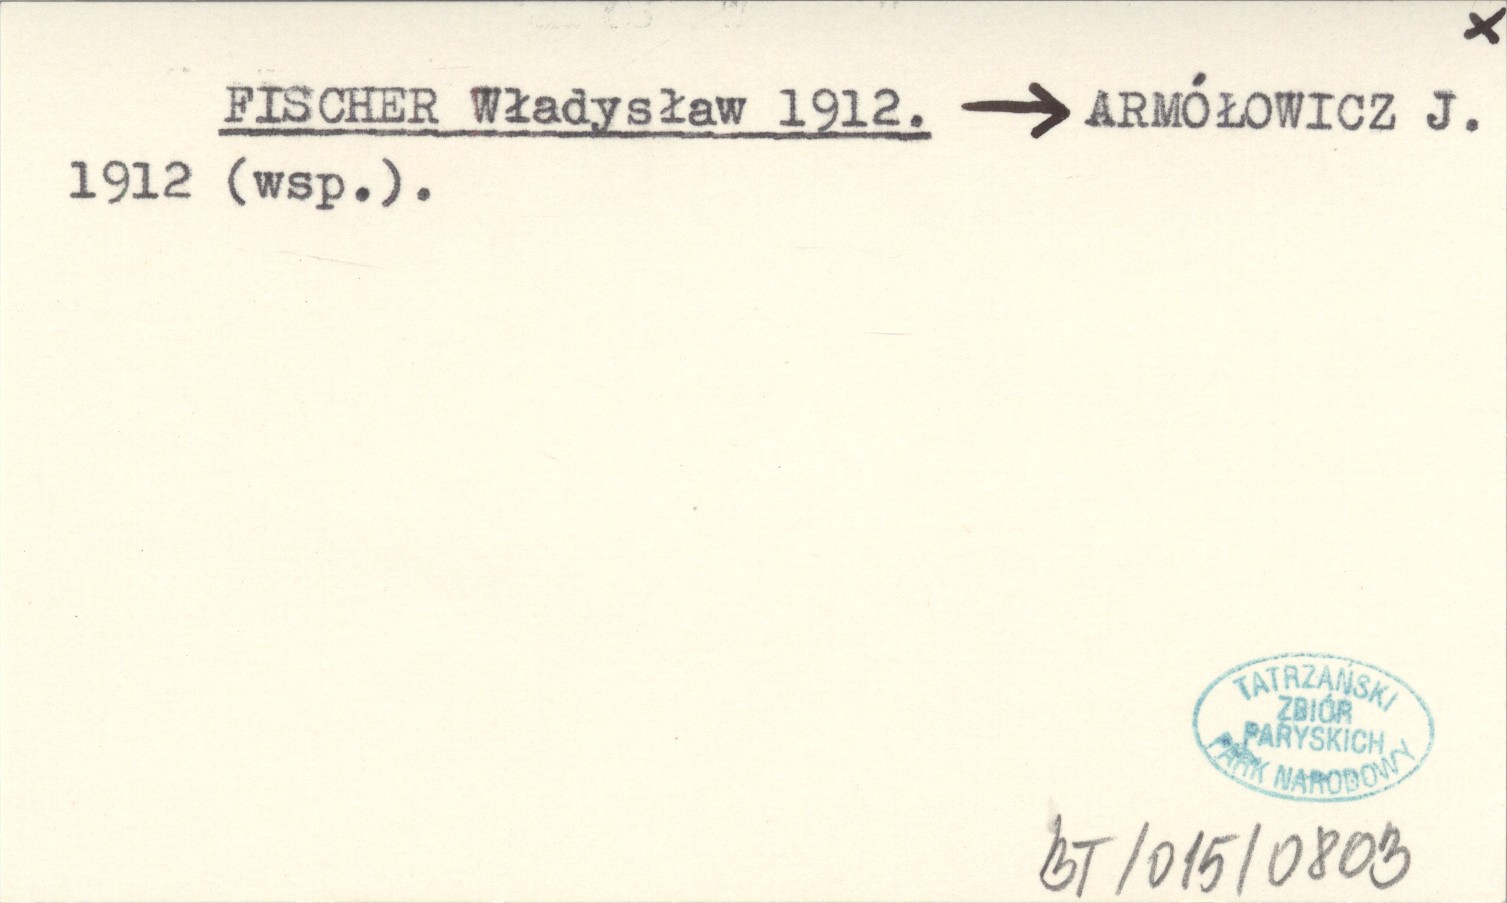 x
FISCHER Władysław 1912. → ARMÓŁOWICZ J.
1912 (wsp.).
TATRZAŃSKI
ZBIÓR
PARYSKICH
PARK NARODOWY
BT/015/0803